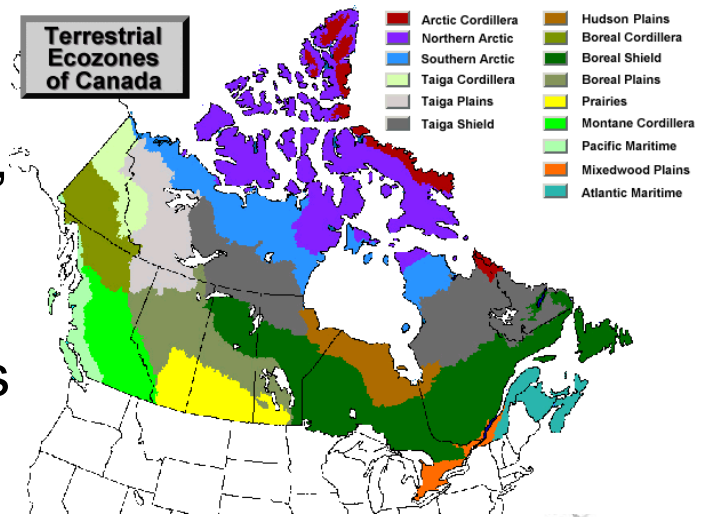 Terrestrial
Ecozones
of Canada
Arctic Cordillera
Northern Arctic
Southern Arctic
Taiga Cordillera
Taiga Plains
Taiga Shield
Hudson Plains
Boreal Cordillera
Boreal Shield
Boreal Plains
Prairies
Montane Cordillera
Pacific Maritime
Mixedwood Plains
Atlantic Maritime
,
s